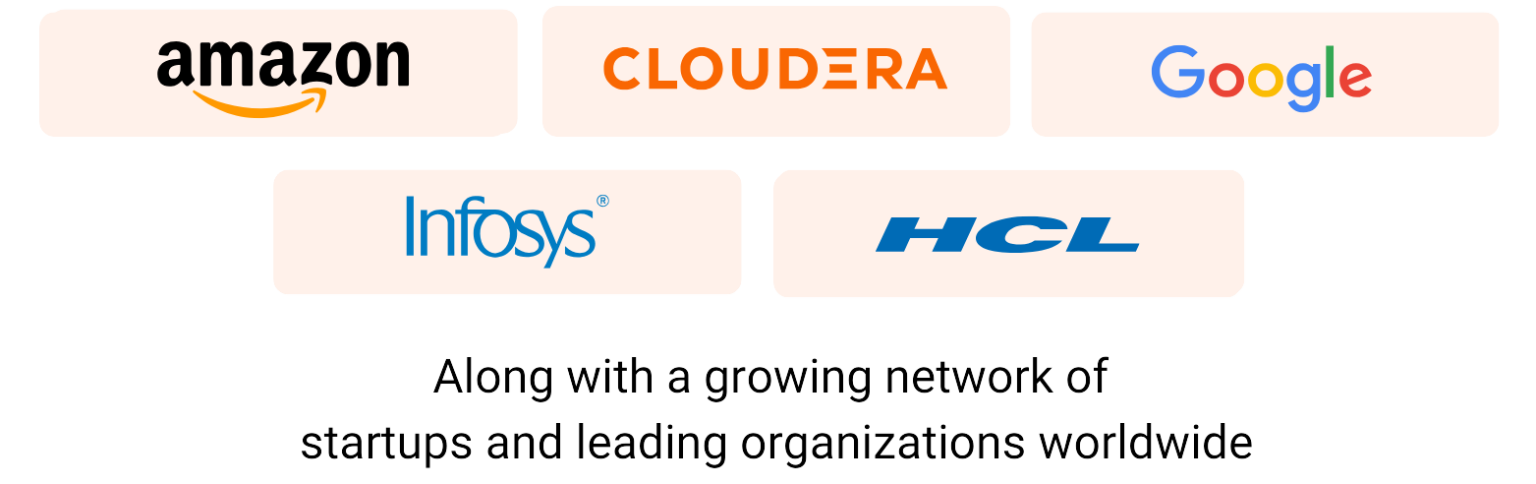 amazon
CLOUDERA
Google
Infosys®
HCL
Along with a growing network of
startups and leading organizations worldwide